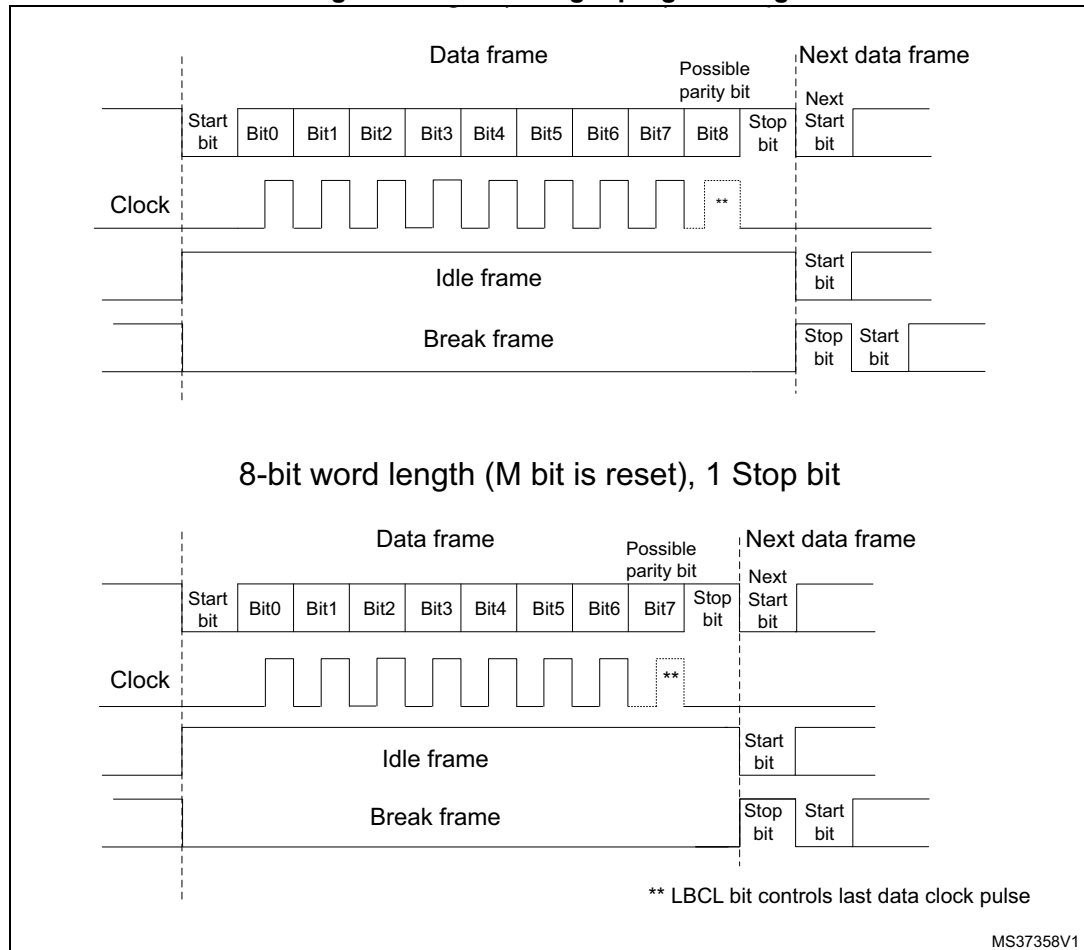 Data frame
Next data frame
Possible
parity bit
Next
Start
bit
Start
bit
Bit0
Bit1
Bit2
Bit3
Bit4
Bit5
Bit6
Bit7
Bit8
Stop
bit
Clock
**
Idle frame
Start
bit
Break frame
Stop
bit
Start
bit
8-bit word length (M bit is reset), 1 Stop bit
Data frame
Next data frame
Possible
parity bit
Next
Start
bit
Start
bit
Bit0
Bit1
Bit2
Bit3
Bit4
Bit5
Bit6
Bit7
Stop
bit
Clock
**
Idle frame
Start
bit
Break frame
Stop
bit
Start
bit
** LBCL bit controls last data clock pulse
MS37358V1